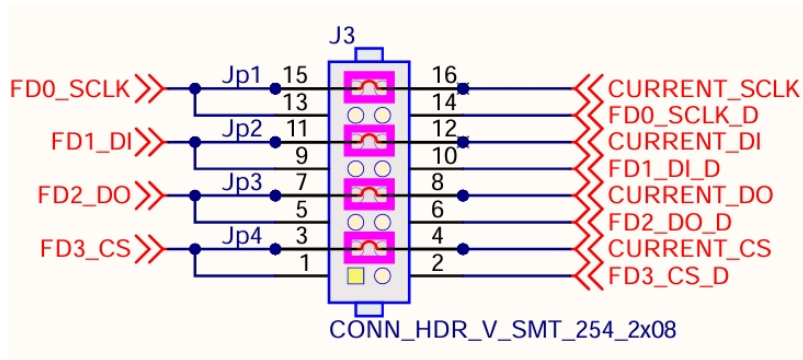 J3
FD0_SCLK Jp1 15 16 CURRENT_SCLK
13 14 FD0_SCLK_D
FD1_DI Jp2 11 12 CURRENT_DI
9 10 FD1_DI_D
FD2_DO Jp3 7 8 CURRENT_DO
5 6 FD2_DO_D
FD3_CS Jp4 3 4 CURRENT_CS
1 2 FD3_CS_D
CONN_HDR_V_SMT_254_2x08